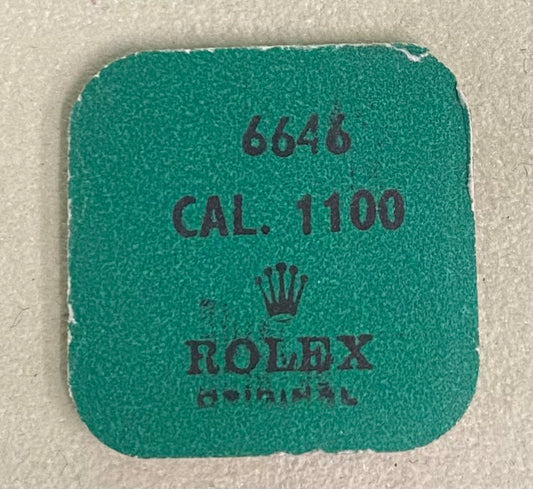 6646
CAL. 1100
ROLEX
ORIGINAL